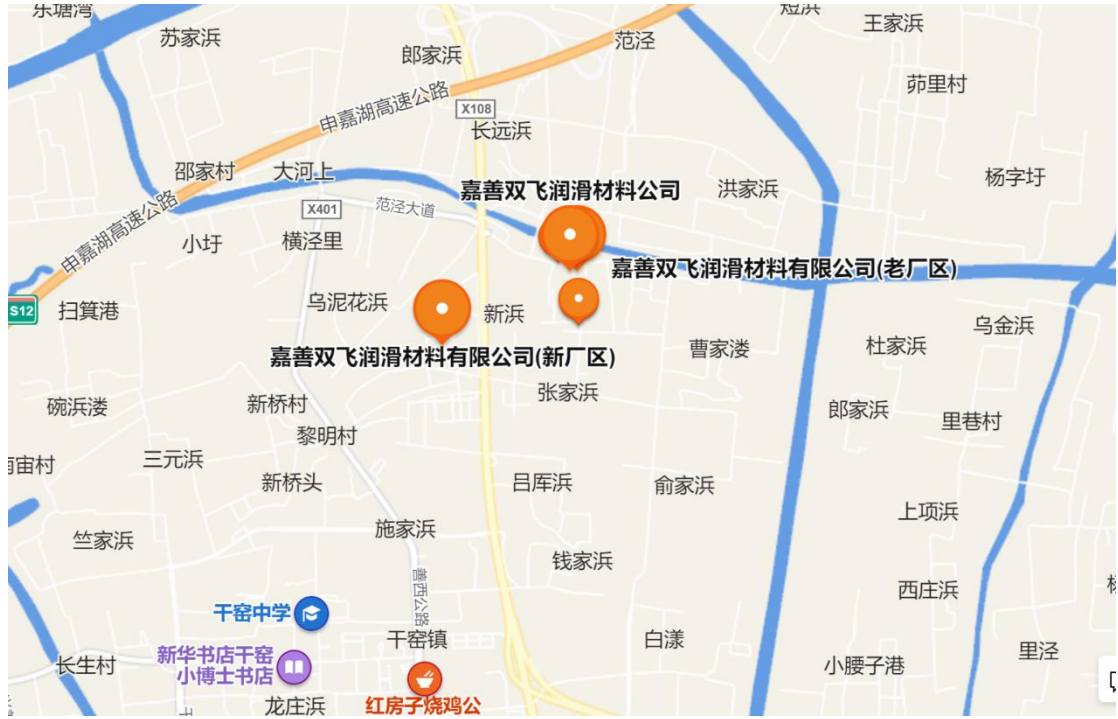 东塘湾
短浜
王家浜
苏家浜
郎家浜
范泾
茆里村
申嘉湖高速公路
X108
长远浜
邵家村
大河上
杨字圩
洪家浜
嘉善双飞润滑材料公司
X401
范泾大道
申嘉湖高速公路
小圩
横泾里
嘉善双飞润滑材料有限公司(老厂区)
S12
扫箕港
乌泥花浜
新浜
乌金浜
嘉善双飞润滑材料有限公司(新厂区)
曹家溇
杜家浜
张家浜
碗浜溇
新桥村
郎家浜
里巷村
黎明村
三元浜
宙村
新桥头
吕厍浜
俞家浜
上项浜
竺家浜
施家浜
钱家浜
善西公路
西庄浜
干窑中学
干窑镇
白漾
新华书店干窑
小博士书店
长生村
小腰子港
里泾
龙庄浜
红房子烧鸡公